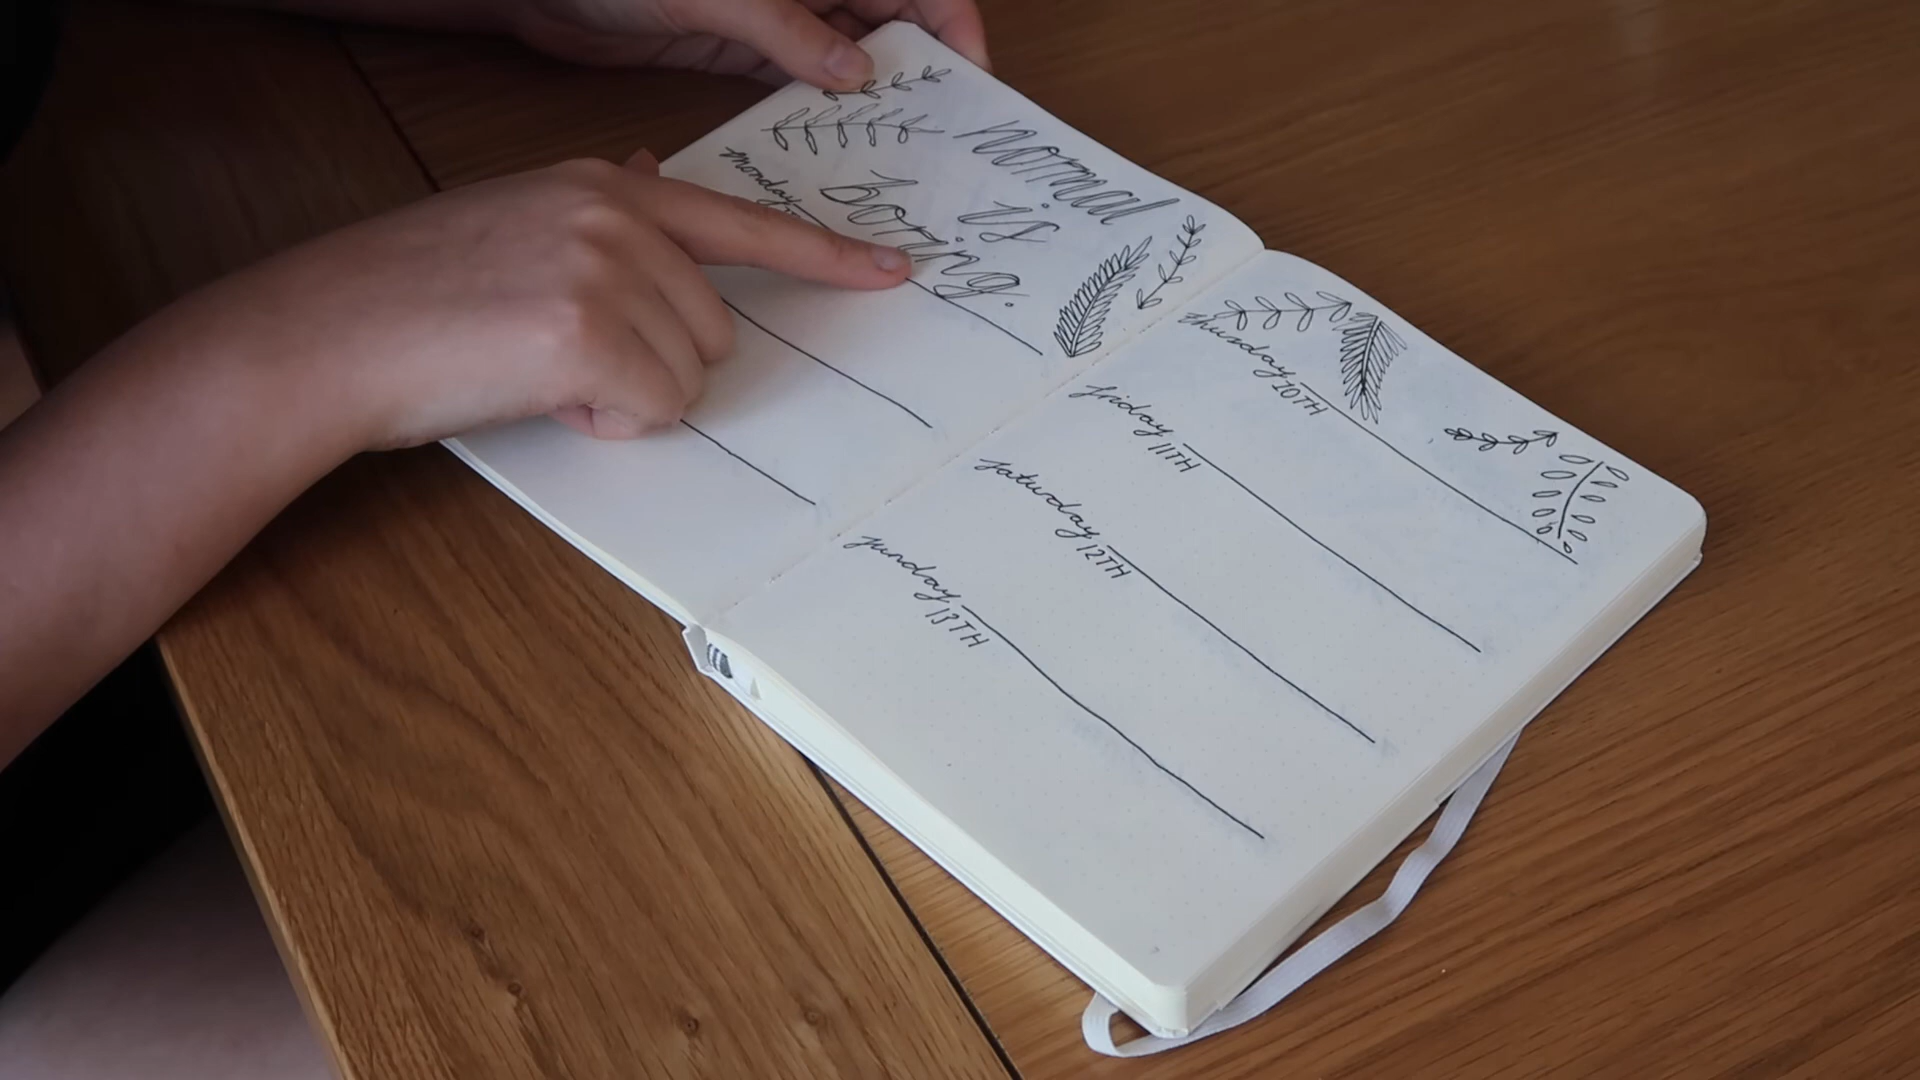 normal
is
boring.
monday
thursday 10TH
friday 11TH
saturday 12TH
sunday 13TH